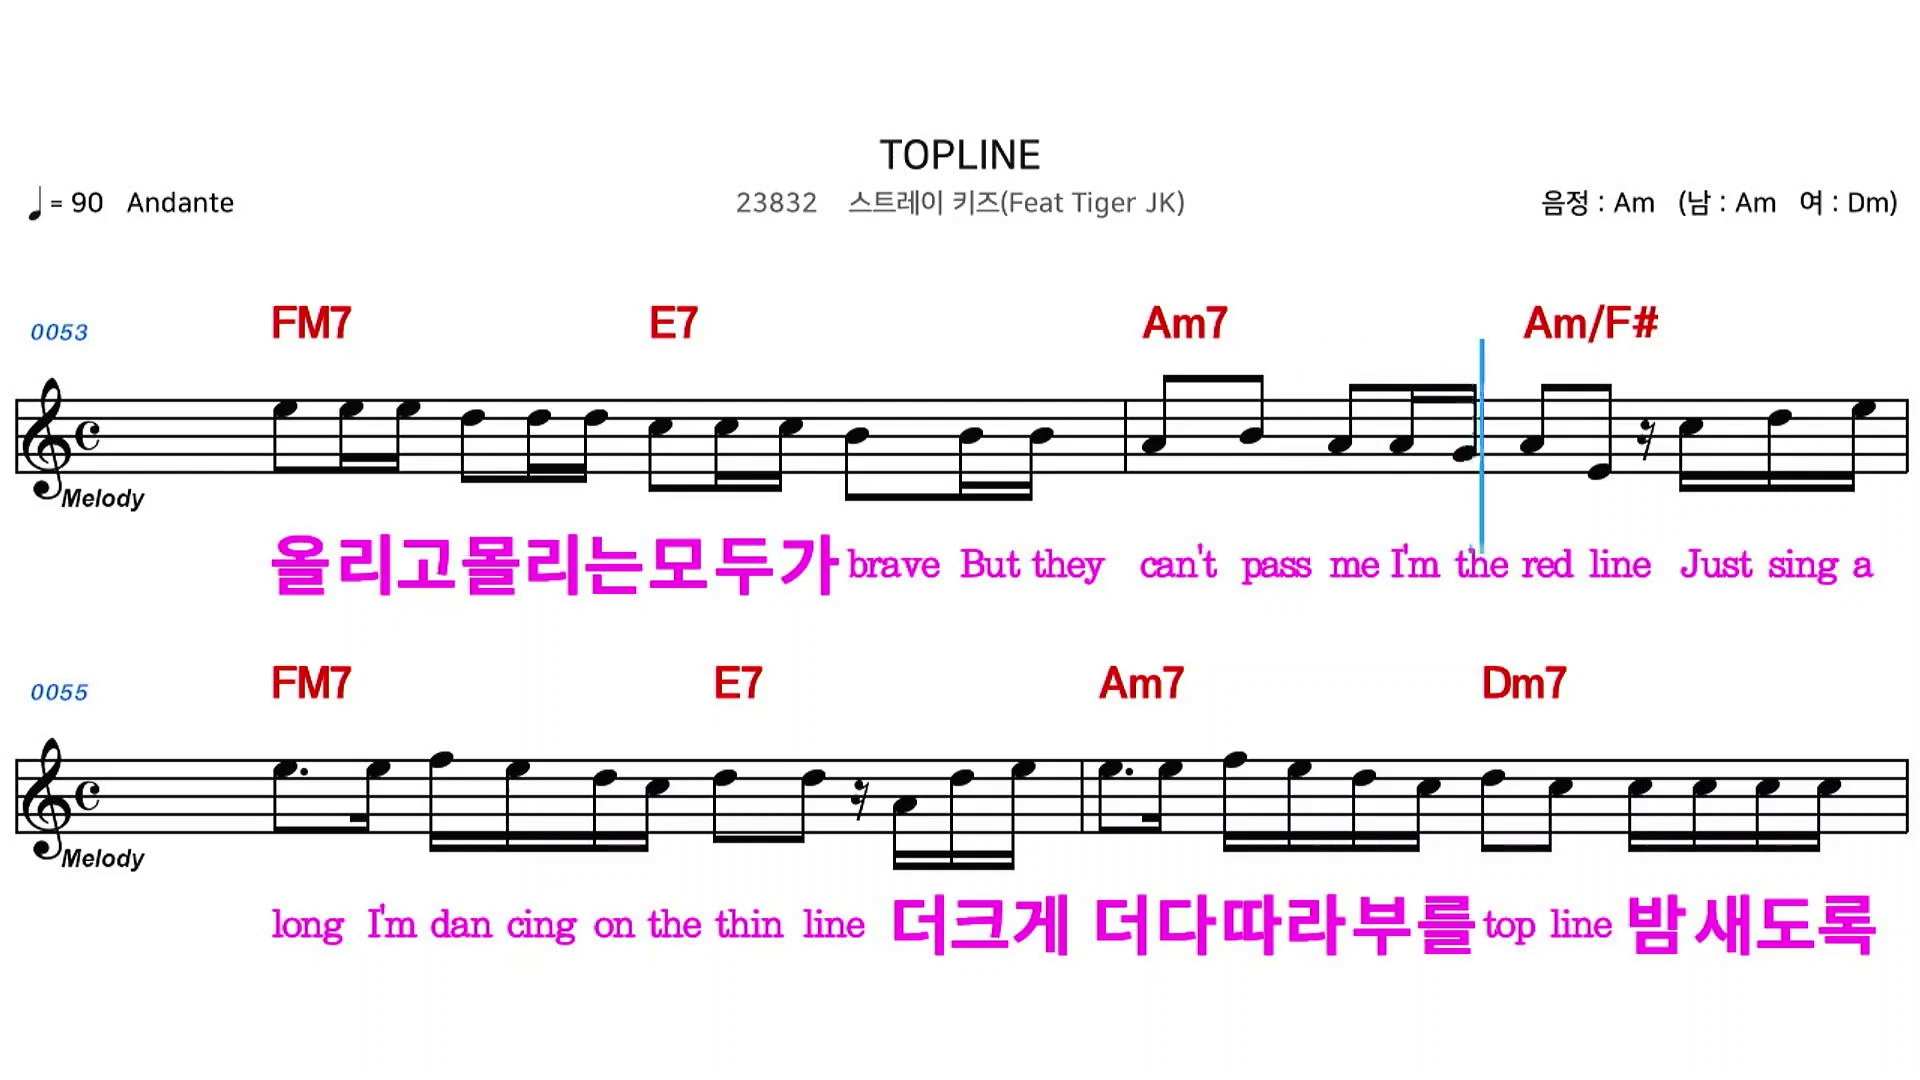 TOPLINE
♩= 90 Andante
23832 스트레이 키즈(Feat Tiger JK)
음정 : Am (남 : Am 여 : Dm)
0053 FM7 E7 Am7 Am/F#
Melody
올리고몰리는모두가 brave But they can't pass me I'm the red line Just sing a
0055 FM7 E7 Am7 Dm7
Melody
long I'm dan cing on the thin line 더크게 더다따라부를 top line 밤새도록